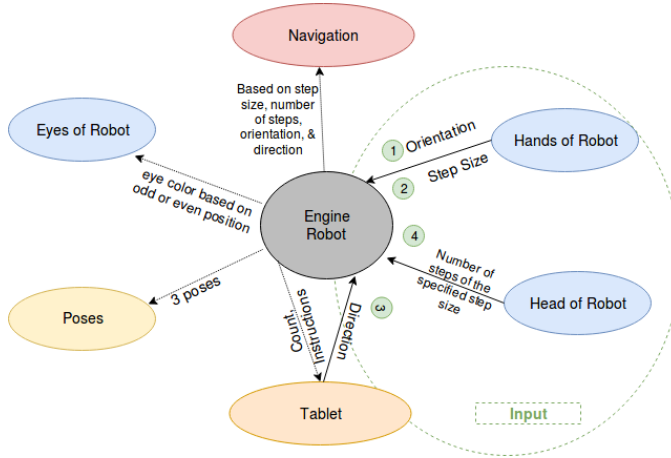 Navigation
Based on step
size, number
of steps,
orientation, &
direction
Eyes of Robot
eye color based on
odd or even position
1
Orientation
2
Step Size
Hands of Robot
Engine
Robot
4
Number of
steps of the
specified step
size
Head of Robot
3 poses
Poses
Count,
Instructions
Direction
3
Tablet
Input